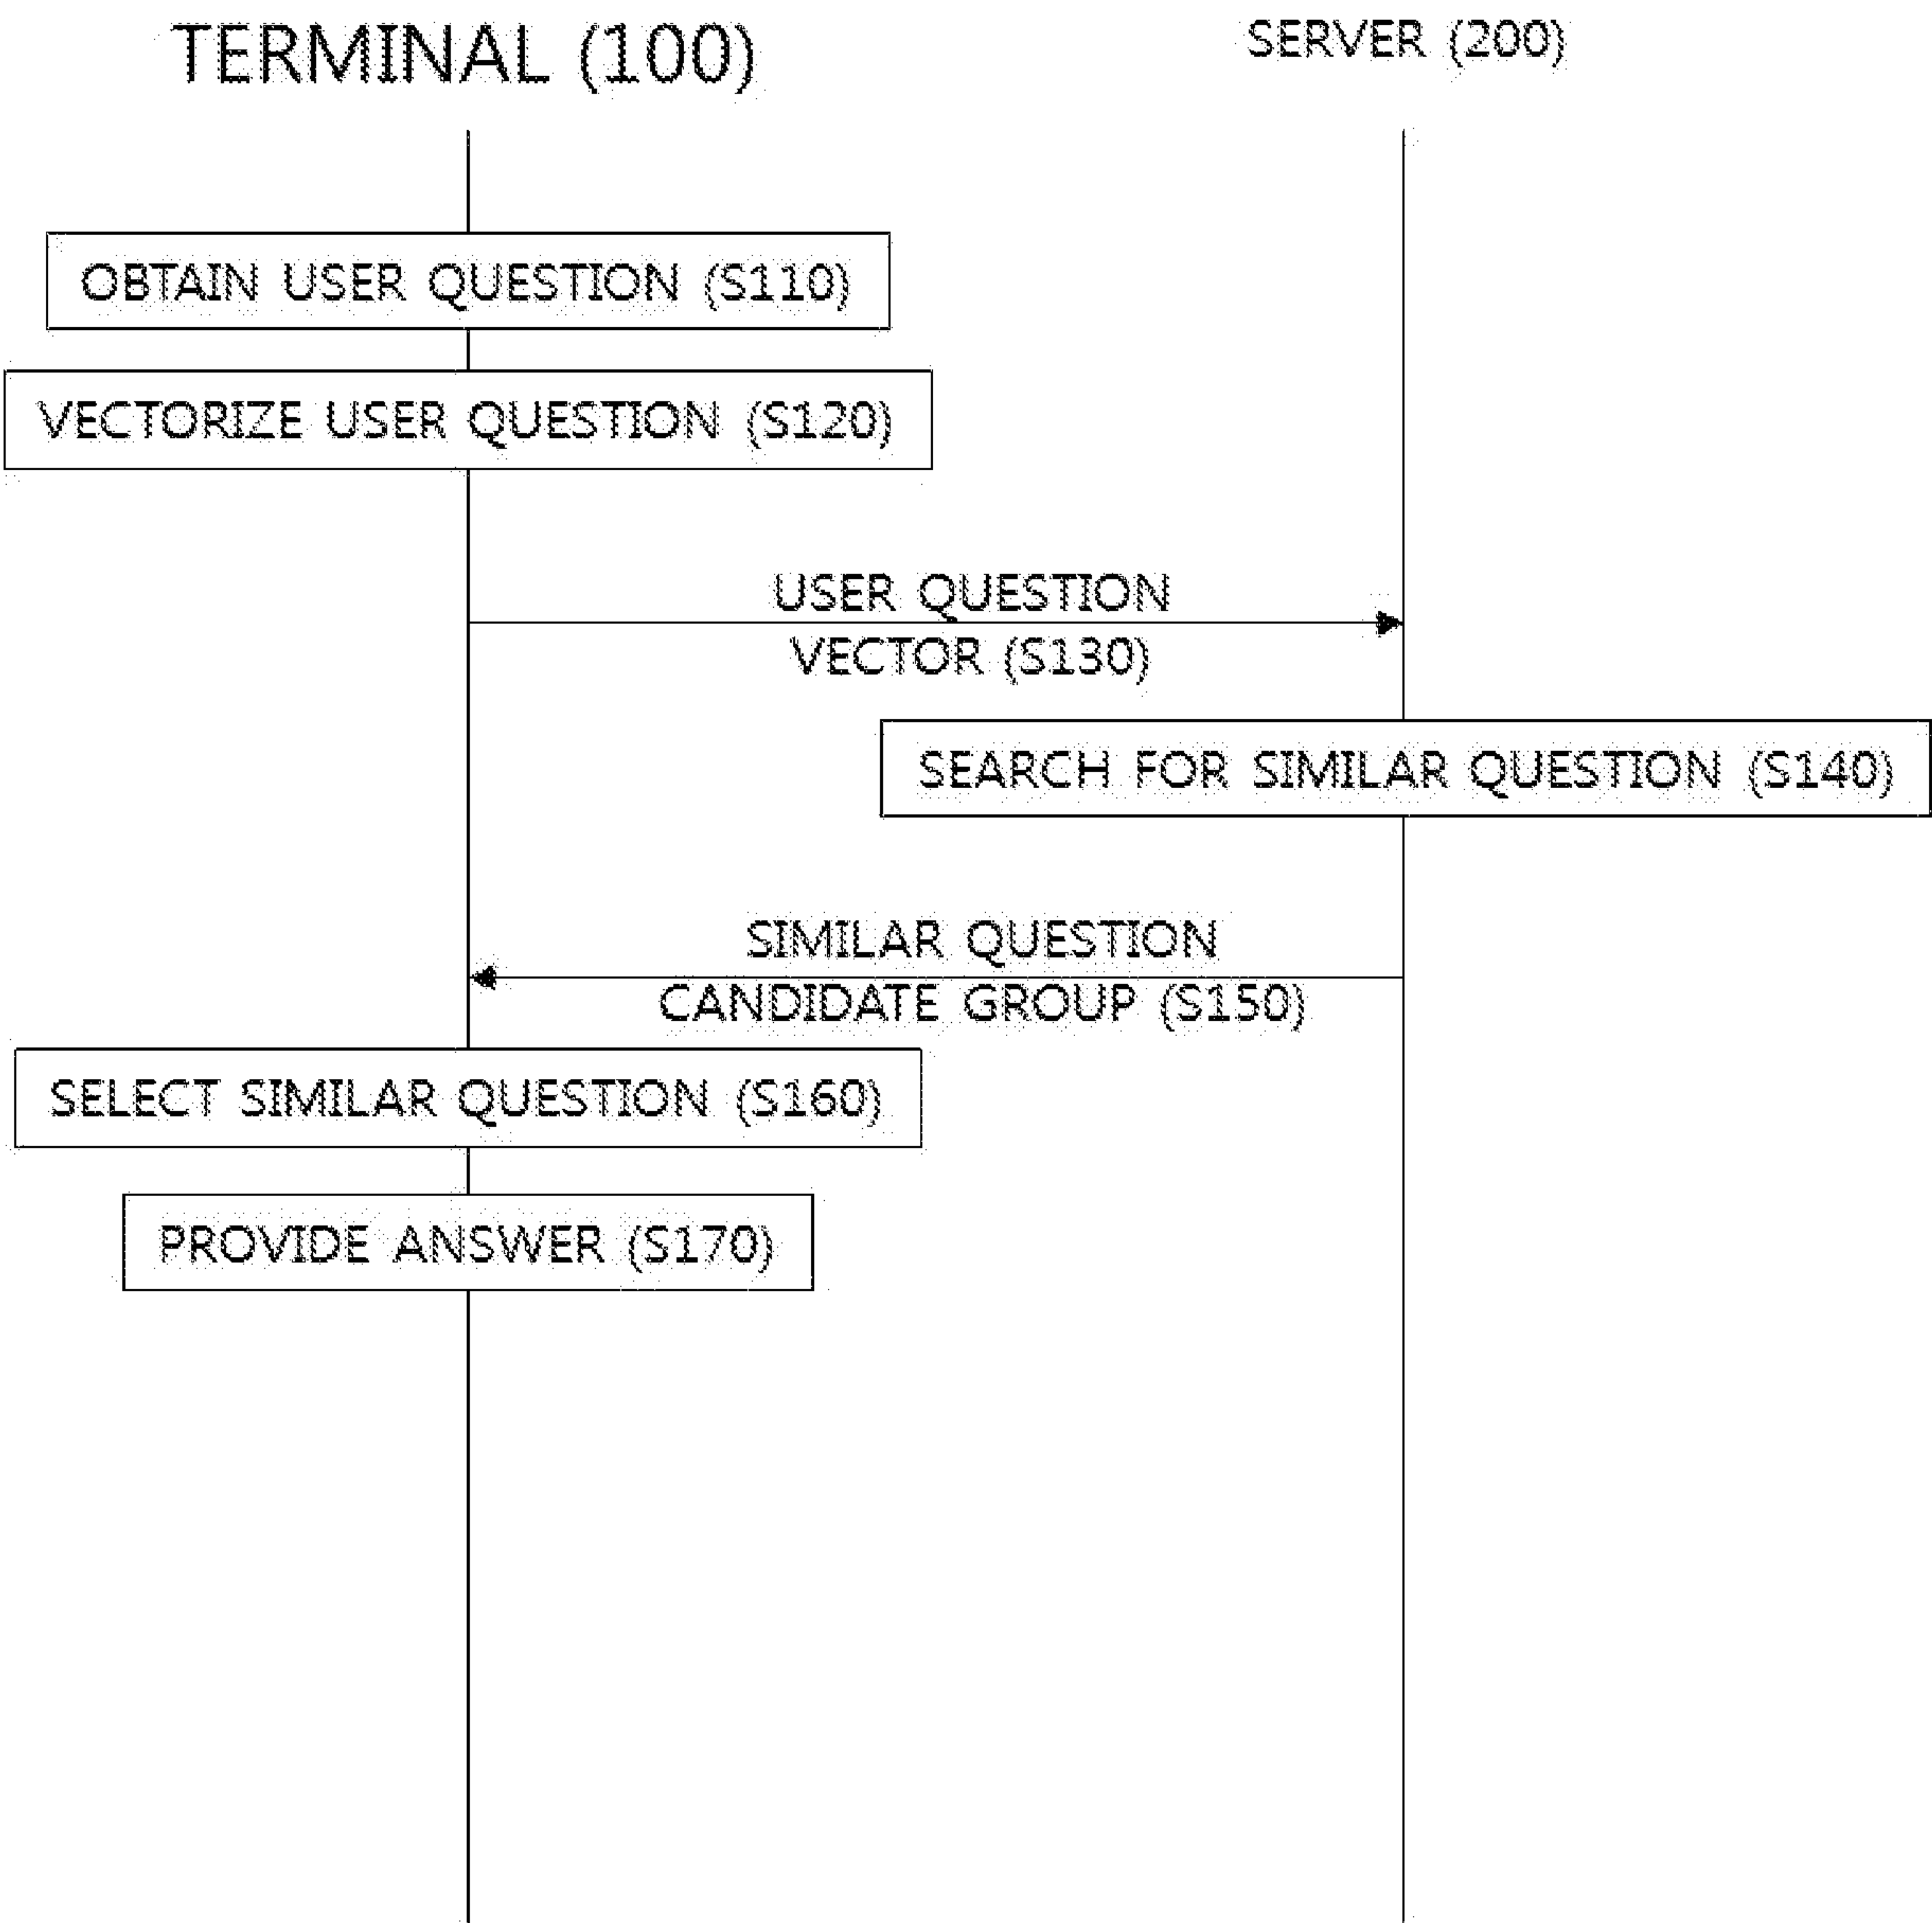 TERMINAL (100)
SERVER (200)
OBTAIN USER QUESTION (S110)
VECTORIZE USER QUESTION (S120)
USER QUESTION
VECTOR (S130)
SEARCH FOR SIMILAR QUESTION (S140)
SIMILAR QUESTION
CANDIDATE GROUP (S150)
SELECT SIMILAR QUESTION (S160)
PROVIDE ANSWER (S170)